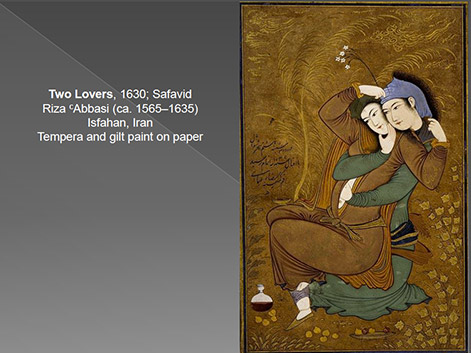 Two Lovers, 1630; Safavid
Riza ʿAbbasi (ca. 1565–1635)
Isfahan, Iran
Tempera and gilt paint on paper